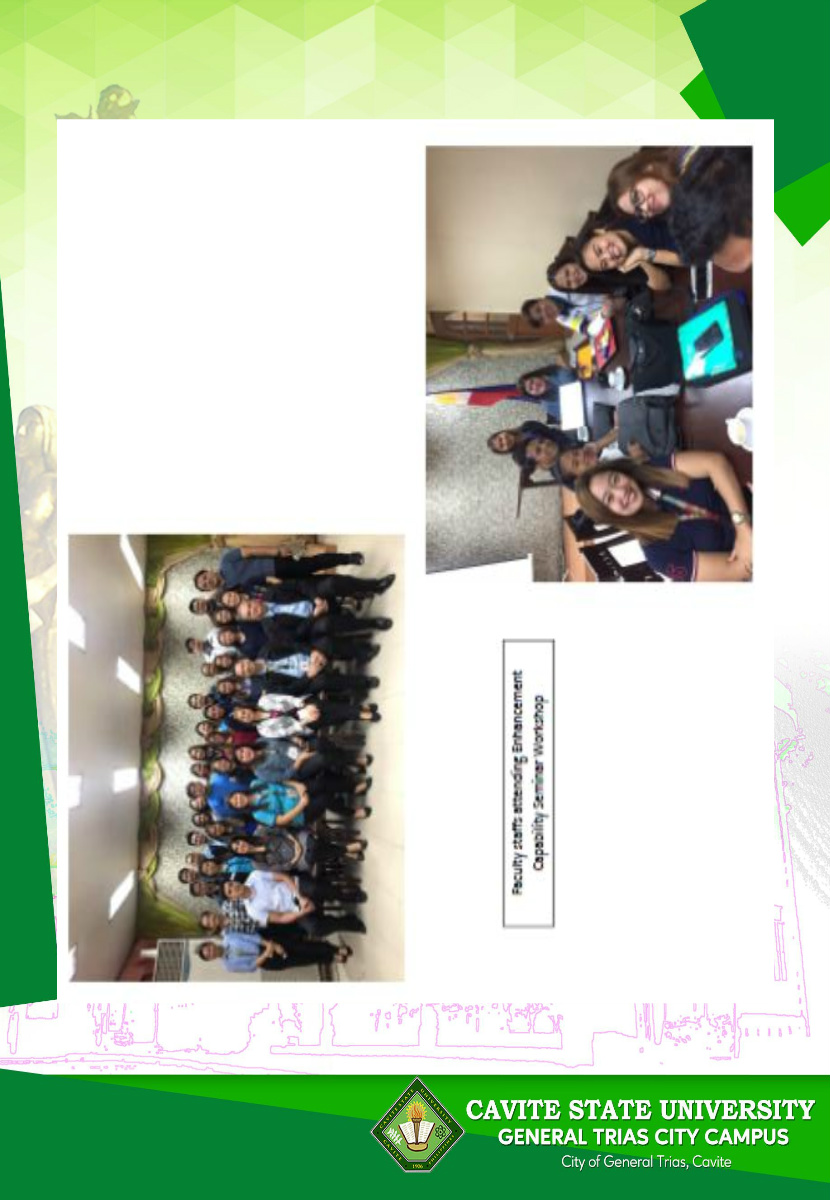 Faculty staffs attending Enhancement
Capability Seminar Workshop
CAVITE STATE UNIVERSITY
GENERAL TRIAS CITY CAMPUS
City of General Trias, Cavite
1906